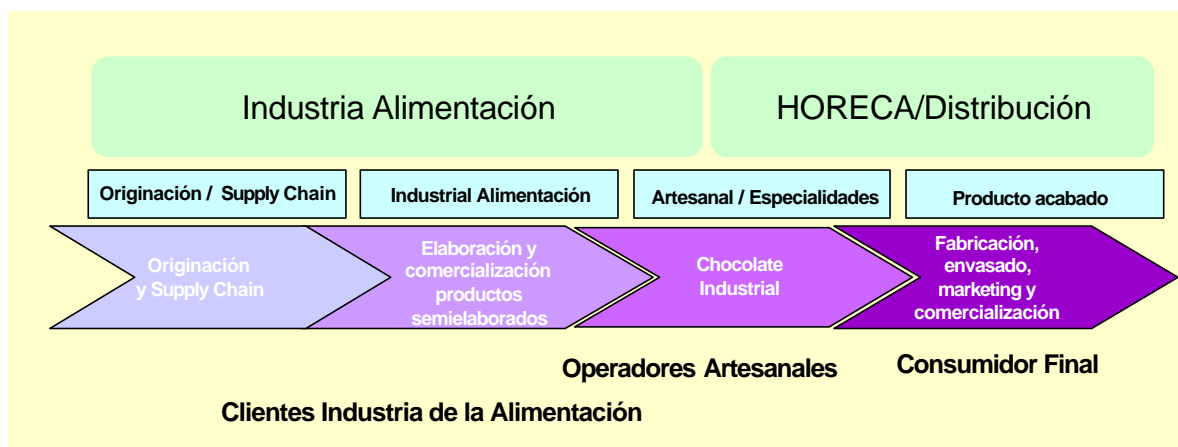 Industria Alimentación
HORECA/Distribución
Originación / Supply Chain
Industrial Alimentación
Artesanal / Especialidades
Producto acabado
Originación
y Supply Chain
Elaboración y
comercialización
productos
semielaborados
Chocolate
Industrial
Fabricación,
envasado,
marketing y
comercialización
Operadores Artesanales
Consumidor Final
Clientes Industria de la Alimentación